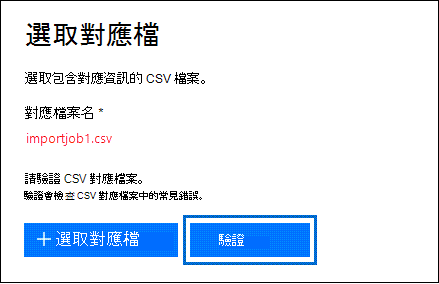 選取對應檔
選取包含對應資訊的 CSV 檔案。
對應檔案名 *
importjob1.csv
請驗證 CSV 對應檔案。
驗證會檢查 CSV 對應檔案中的常見錯誤。
＋選取對應檔
驗證